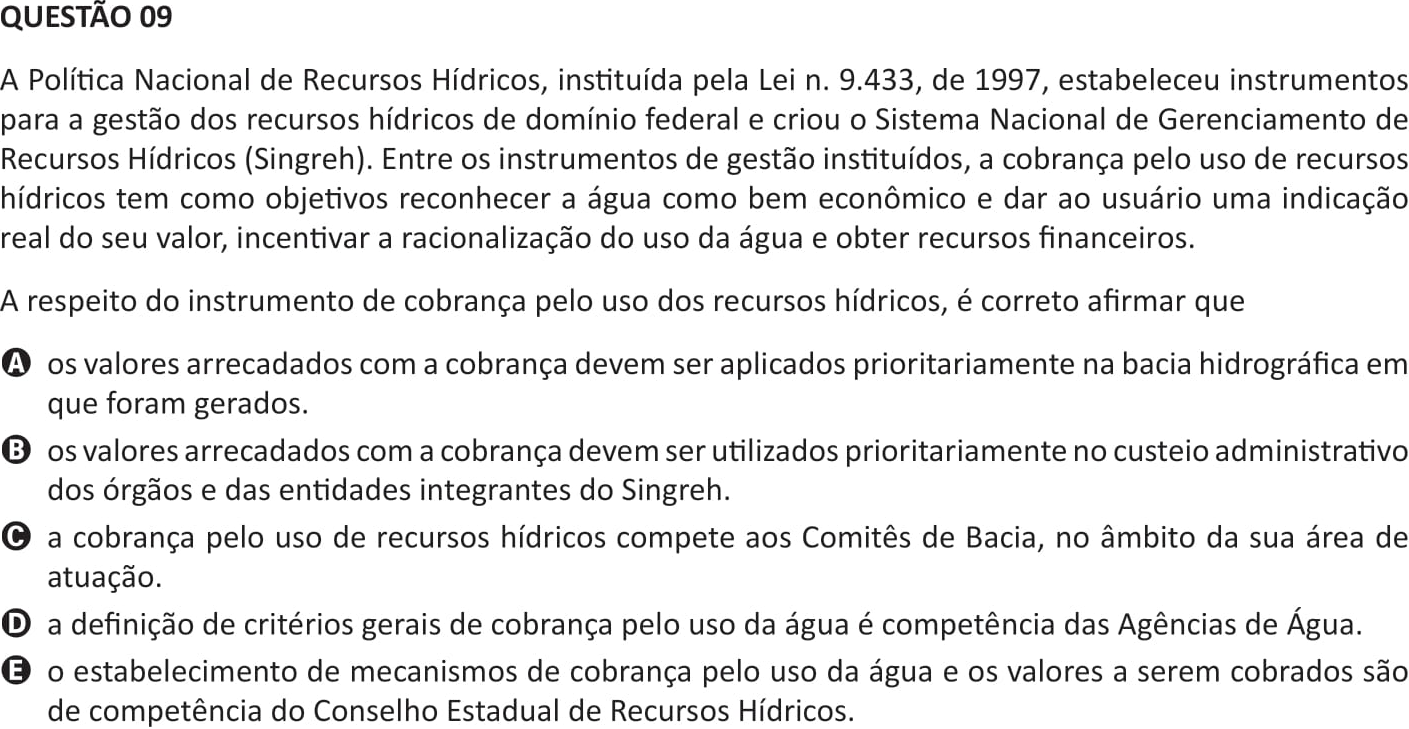 QUESTÃO 09
A Política Nacional de Recursos Hídricos, instituída pela Lei n. 9.433, de 1997, estabeleceu instrumentos
para a gestão dos recursos hídricos de domínio federal e criou o Sistema Nacional de Gerenciamento de
Recursos Hídricos (Singreh). Entre os instrumentos de gestão instituídos, a cobrança pelo uso de recursos
hídricos tem como objetivos reconhecer a água como bem econômico e dar ao usuário uma indicação
real do seu valor, incentivar a racionalização do uso da água e obter recursos financeiros.
A respeito do instrumento de cobrança pelo uso dos recursos hídricos, é correto afirmar que
A os valores arrecadados com a cobrança devem ser aplicados prioritariamente na bacia hidrográfica em
que foram gerados.
B os valores arrecadados com a cobrança devem ser utilizados prioritariamente no custeio administrativo
dos órgãos e das entidades integrantes do Singreh.
C a cobrança pelo uso de recursos hídricos compete aos Comitês de Bacia, no âmbito da sua área de
atuação.
D a definição de critérios gerais de cobrança pelo uso da água é competência das Agências de Água.
E o estabelecimento de mecanismos de cobrança pelo uso da água e os valores a serem cobrados são
de competência do Conselho Estadual de Recursos Hídricos.